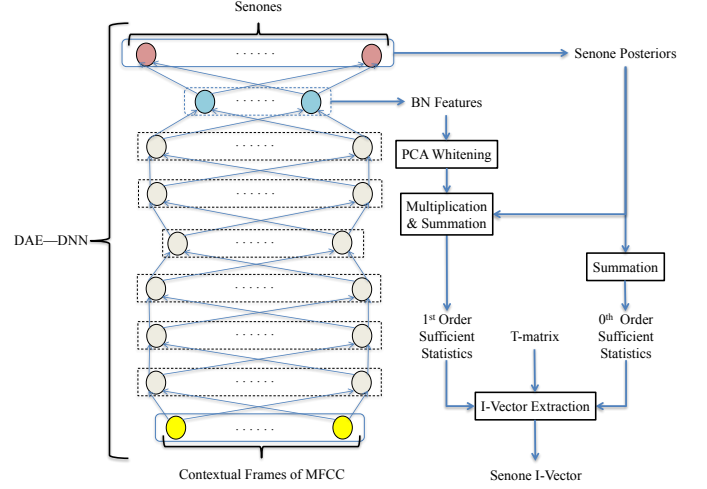 Senones
Senone Posteriors
BN Features
PCA Whitening
Multiplication
& Summation
DAE—DNN
Summation
1st Order
Sufficient
Statistics
T-matrix
0th Order
Sufficient
Statistics
I-Vector Extraction
Contextual Frames of MFCC
Senone I-Vector